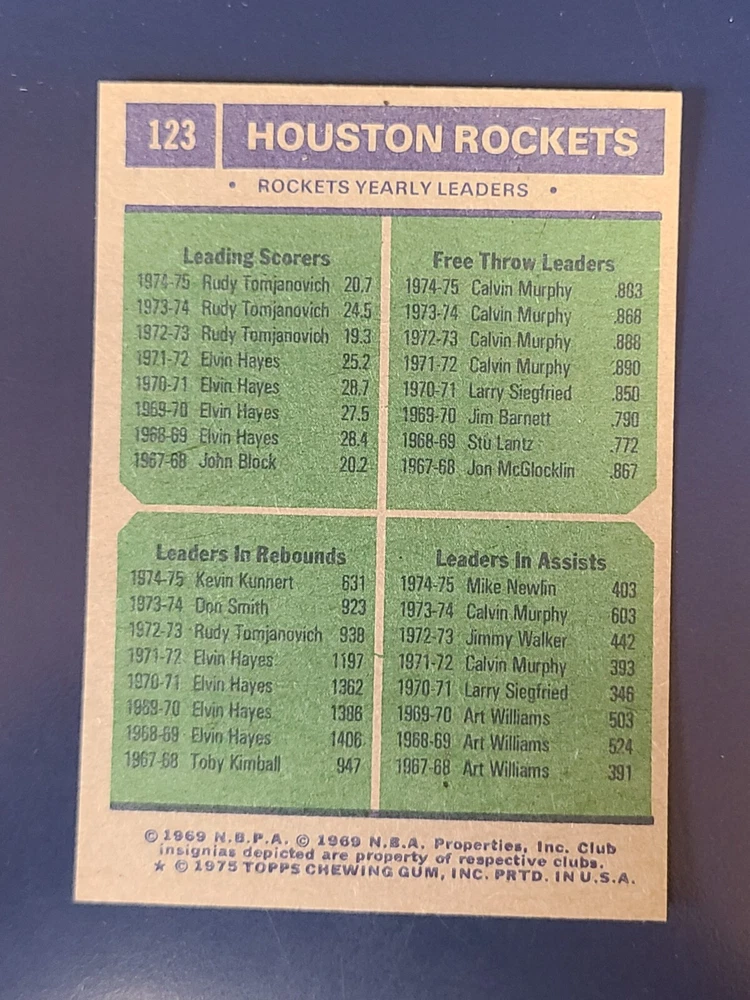 123 HOUSTON ROCKETS
• ROCKETS YEARLY LEADERS •
Leading Scorers
1974-75 Rudy Tomjanovich 20.7
1973-74 Rudy Tomjanovich 24.5
1972-73 Rudy Tomjanovich 19.3
1971-72 Elvin Hayes 25.2
1970-71 Elvin Hayes 28.7
1969-70 Elvin Hayes 27.5
1968-69 Elvin Hayes 28.4
1967-68 John Block 20.2
Free Throw Leaders
1974-75 Calvin Murphy .883
1973-74 Calvin Murphy .868
1972-73 Calvin Murphy .888
1971-72 Calvin Murphy .890
1970-71 Larry Siegfried .850
1969-70 Jim Barnett .790
1968-69 Stu Lantz .772
1967-68 Jon McGlocklin .867
Leaders In Rebounds
1974-75 Kevin Kunnert 631
1973-74 Don Smith 923
1972-73 Rudy Tomjanovich 938
1971-72 Elvin Hayes 1197
1970-71 Elvin Hayes 1362
1969-70 Elvin Hayes 1386
1968-69 Elvin Hayes 1406
1967-68 Toby Kimball 947
Leaders In Assists
1974-75 Mike Newlin 403
1973-74 Calvin Murphy 603
1972-73 Jimmy Walker 442
1971-72 Calvin Murphy 393
1970-71 Larry Siegfried 346
1969-70 Art Williams 503
1968-69 Art Williams 524
1967-68 Art Williams 391
© 1969 N.B.P.A. © 1969 N.B.A. Properties, Inc. Club
insignias depicted are property of respective clubs.
★ © 1975 TOPPS CHEWING GUM, INC. PRTD. IN U.S.A.